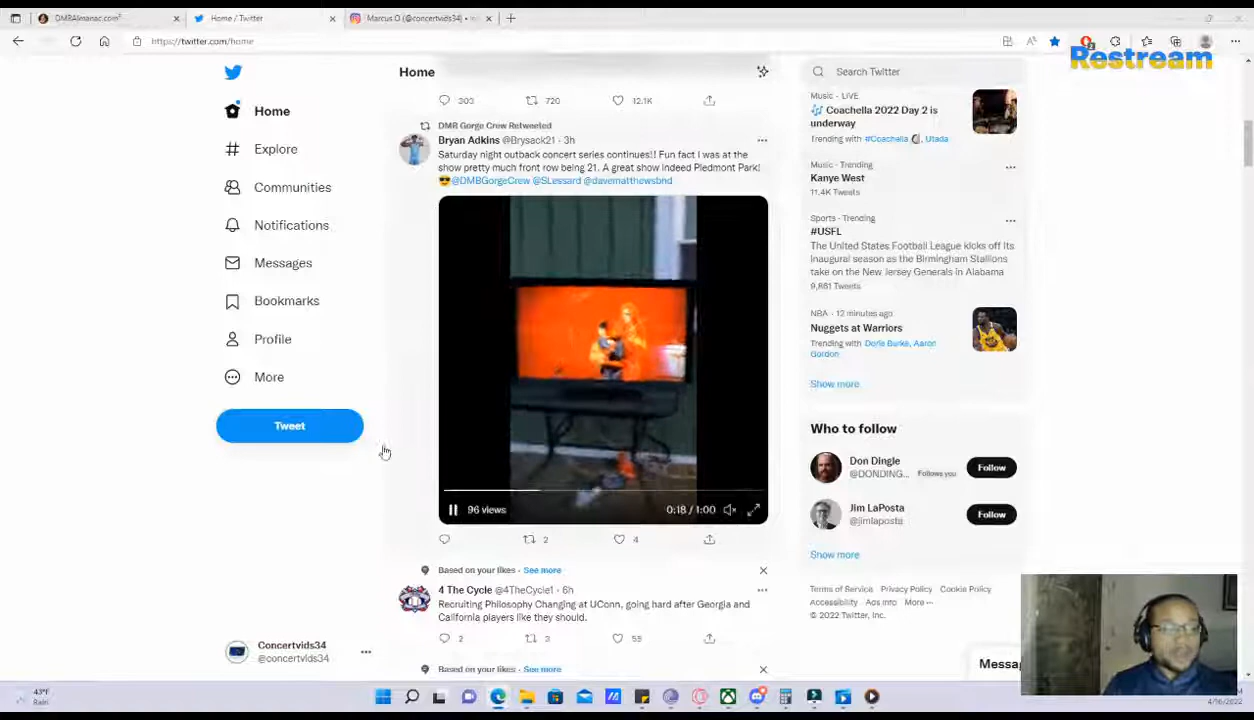 DMBAlmanac.com
Home / Twitter
Marcus O (@concertvids34) • In
https://twitter.com/home
Restream
Home
Explore
Communities
Notifications
Messages
Bookmarks
Profile
More
Tweet
Concertvids34
@concertvids34
Home
303 720 12.1K
DMB Gorge Crew Retweeted
Bryan Adkins @Brysack21 · 3h
Saturday night outback concert series continues!! Fun fact I was at the
show pretty much front row being 21. A great show indeed Piedmont Park!
😎@DMBGorgeCrew @SLessard @davematthewsbnd
96 views 0:18 / 1:00
2 4
Based on your likes · See more
4 The Cycle @4TheCycle1 · 6h
Recruiting Philosophy Changing at UConn, going hard after Georgia and
California players like they should.
2 3 53
Based on your likes · See more
Search Twitter
Music · LIVE
🎶 Coachella 2022 Day 2 is
underway
Trending with #Coachella, Utada
Music · Trending
Kanye West
11.4K Tweets
Sports · Trending
#USFL
The United States Football League kicks off its
inaugural season as the Birmingham Stallions
take on the New Jersey Generals in Alabama
9,861 Tweets
NBA · 12 minutes ago
Nuggets at Warriors
Trending with Doris Burke, Aaron
Gordon
Show more
Who to follow
Don Dingle
@DONDING... Follows you
Follow
Jim LaPosta
@jimlaposta
Follow
Show more
Terms of Service Privacy Policy Cookie Policy
Accessibility Ads info More ···
© 2022 Twitter, Inc.
Messa
43°F
Rain
4/16/2022